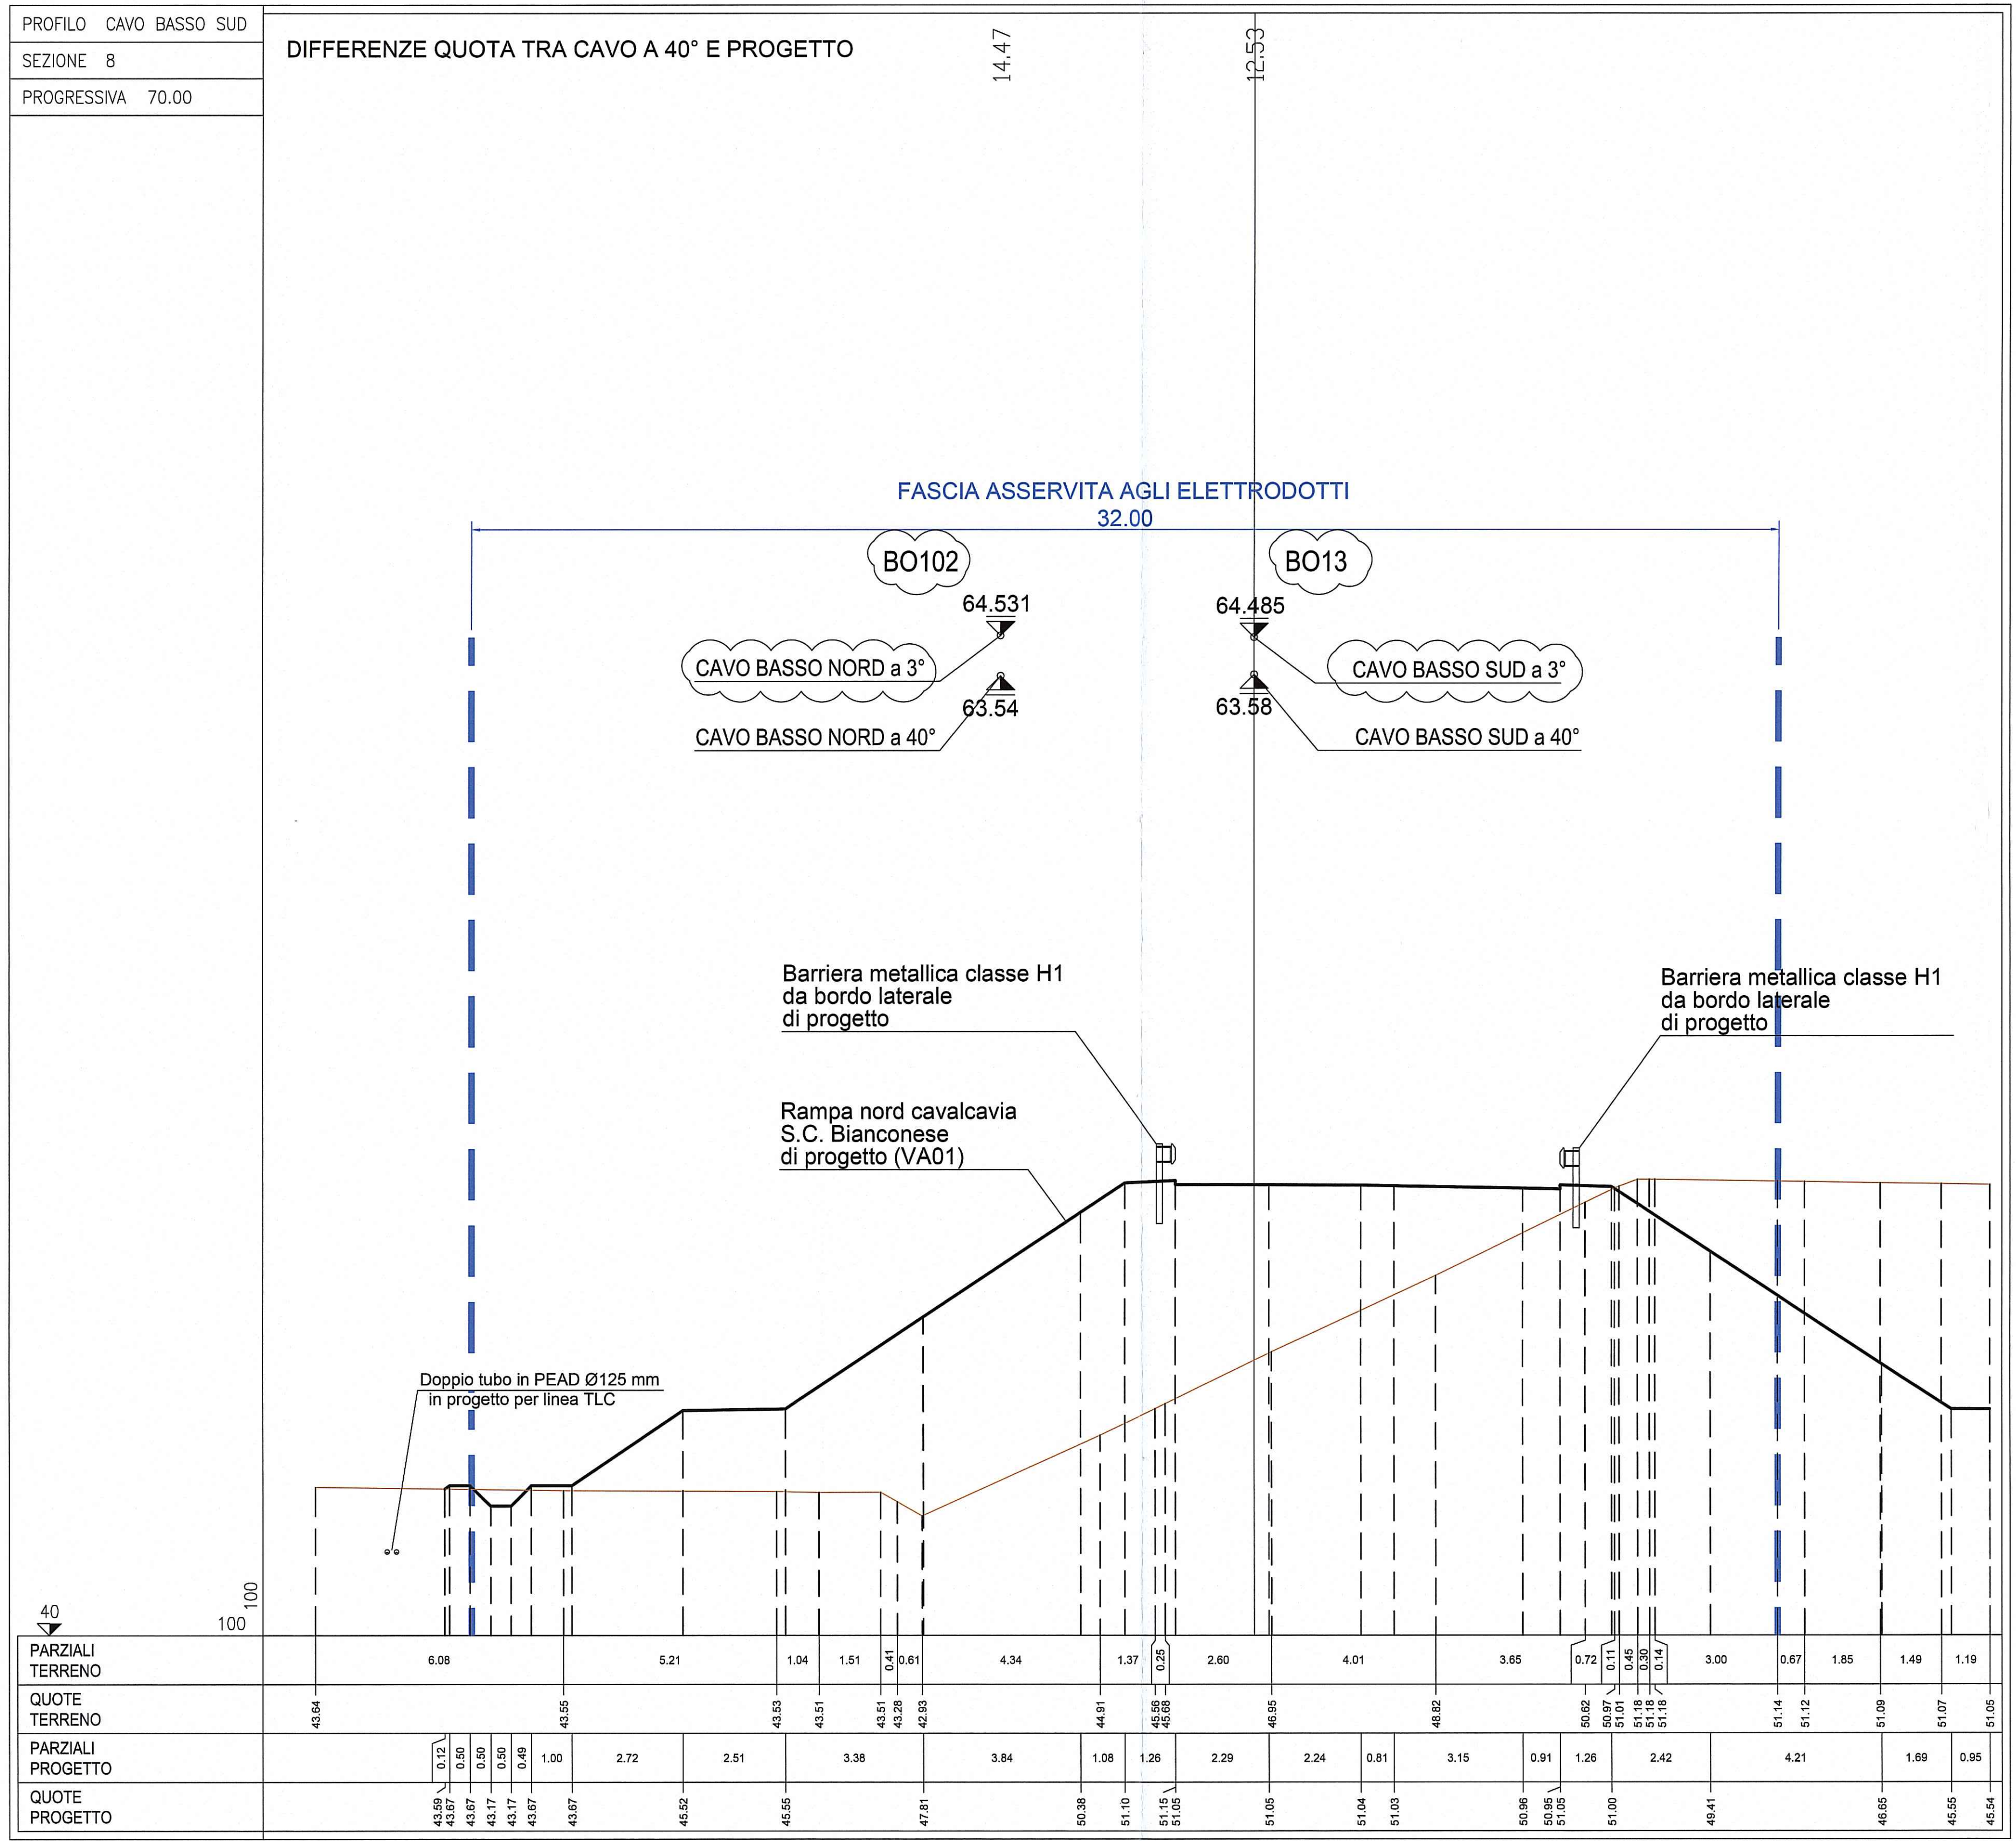 PROFILO CAVO BASSO SUD
SEZIONE 8
PROGRESSIVA 70.00
DIFFERENZE QUOTA TRA CAVO A 40° E PROGETTO
14.47
12.53
FASCIA ASSERVITA AGLI ELETTRODOTTI
32.00
BO102
BO13
64.531
64.485
CAVO BASSO NORD a 3°
CAVO BASSO SUD a 3°
63.54
63.58
CAVO BASSO NORD a 40°
CAVO BASSO SUD a 40°
Barriera metallica classe H1
da bordo laterale
di progetto
Barriera metallica classe H1
da bordo laterale
di progetto
Rampa nord cavalcavia
S.C. Bianconese
di progetto (VA01)
Doppio tubo in PEAD Ø125 mm
in progetto per linea TLC
40
100
100
PARZIALI
TERRENO
6.08 5.21 1.04 1.51 0.41 0.61 4.34 1.37 0.25 2.60 4.01 3.65 0.72 0.11 0.45 0.30 0.14 3.00 0.67 1.85 1.49 1.19
QUOTE
TERRENO
43.64 43.55 43.53 43.51 43.51 43.28 42.93 44.91 45.56 45.68 46.95 48.82 50.62 50.97 51.01 51.18 51.18 51.18 51.14 51.12 51.09 51.07 51.05
PARZIALI
PROGETTO
0.12 0.50 0.50 0.50 0.49 1.00 2.72 2.51 3.38 3.84 1.08 1.26 2.29 2.24 0.81 3.15 0.91 1.26 2.42 4.21 1.69 0.95
QUOTE
PROGETTO
43.59 43.67 43.67 43.17 43.17 43.67 43.67 45.52 45.55 47.81 50.38 51.10 51.15 51.05 51.05 51.04 51.03 50.96 50.95 51.05 51.00 49.41 46.65 45.55 45.54